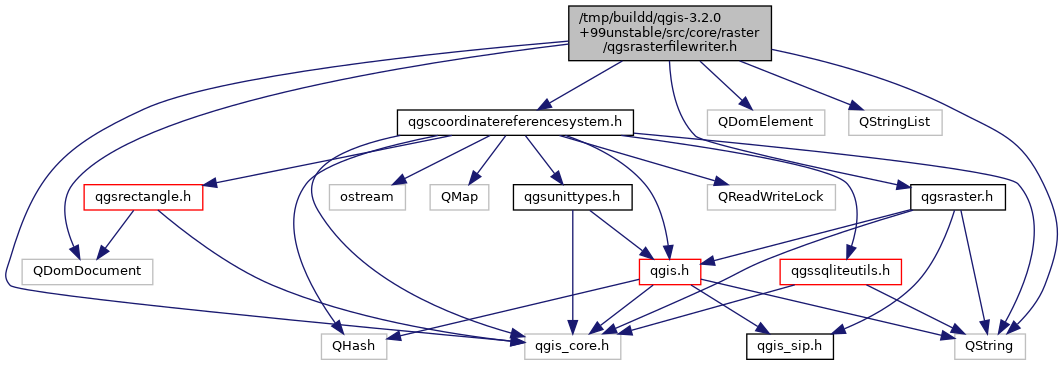 /tmp/buildd/qgis-3.2.0
+99unstable/src/core/raster
/qgsrasterfilewriter.h
qgscoordinatereferencesystem.h
QDomElement
QStringList
qgsrectangle.h
ostream
QMap
qgsunittypes.h
QReadWriteLock
qgsraster.h
QDomDocument
qgis.h
qgssqliteutils.h
QHash
qgis_core.h
qgis_sip.h
QString